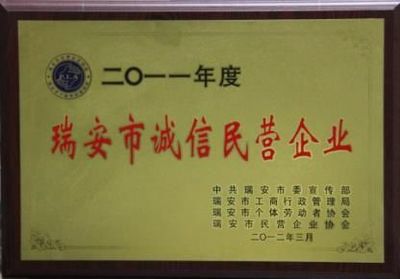 二〇一一年度
瑞安市诚信民营企业
中共瑞安市委宣传部
瑞安市工商行政管理局
瑞安市个体劳动者协会
瑞安市民营企业协会
二〇一二年三月